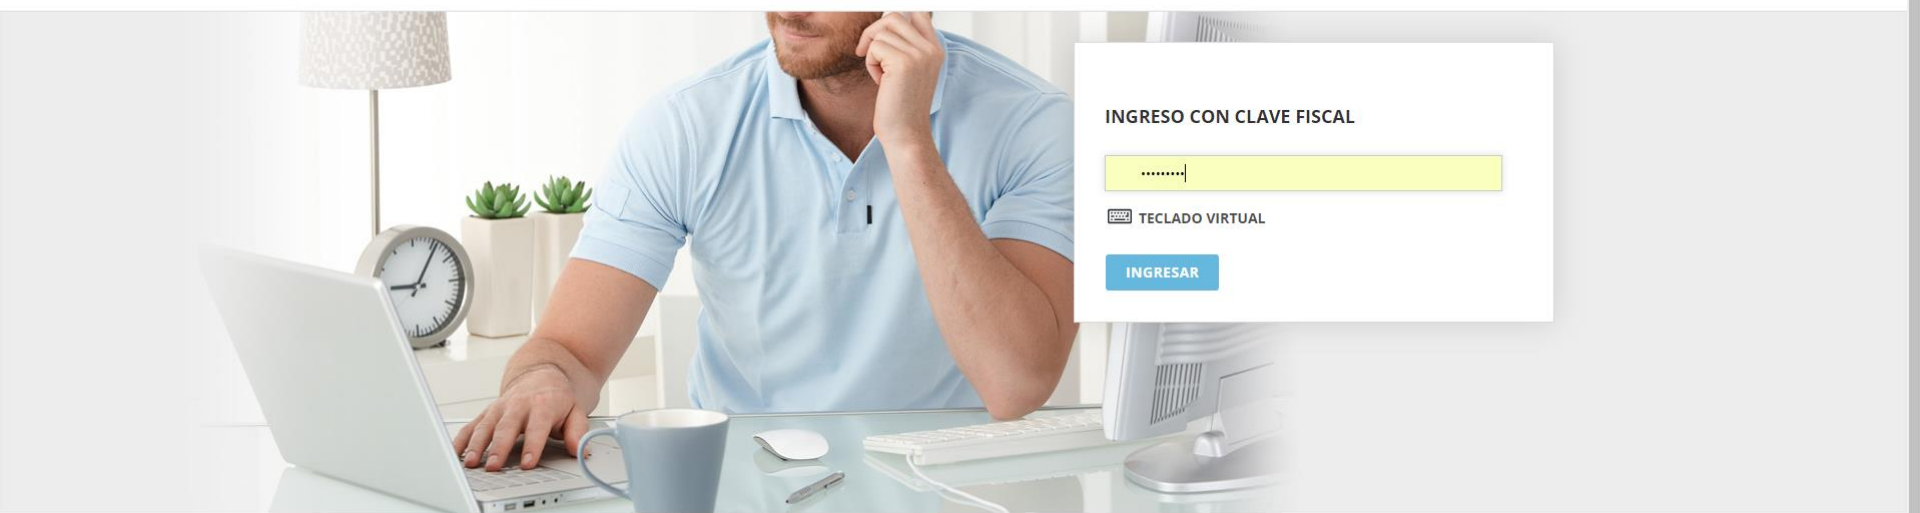 INGRESO CON CLAVE FISCAL
•••••••••
TECLADO VIRTUAL
INGRESAR